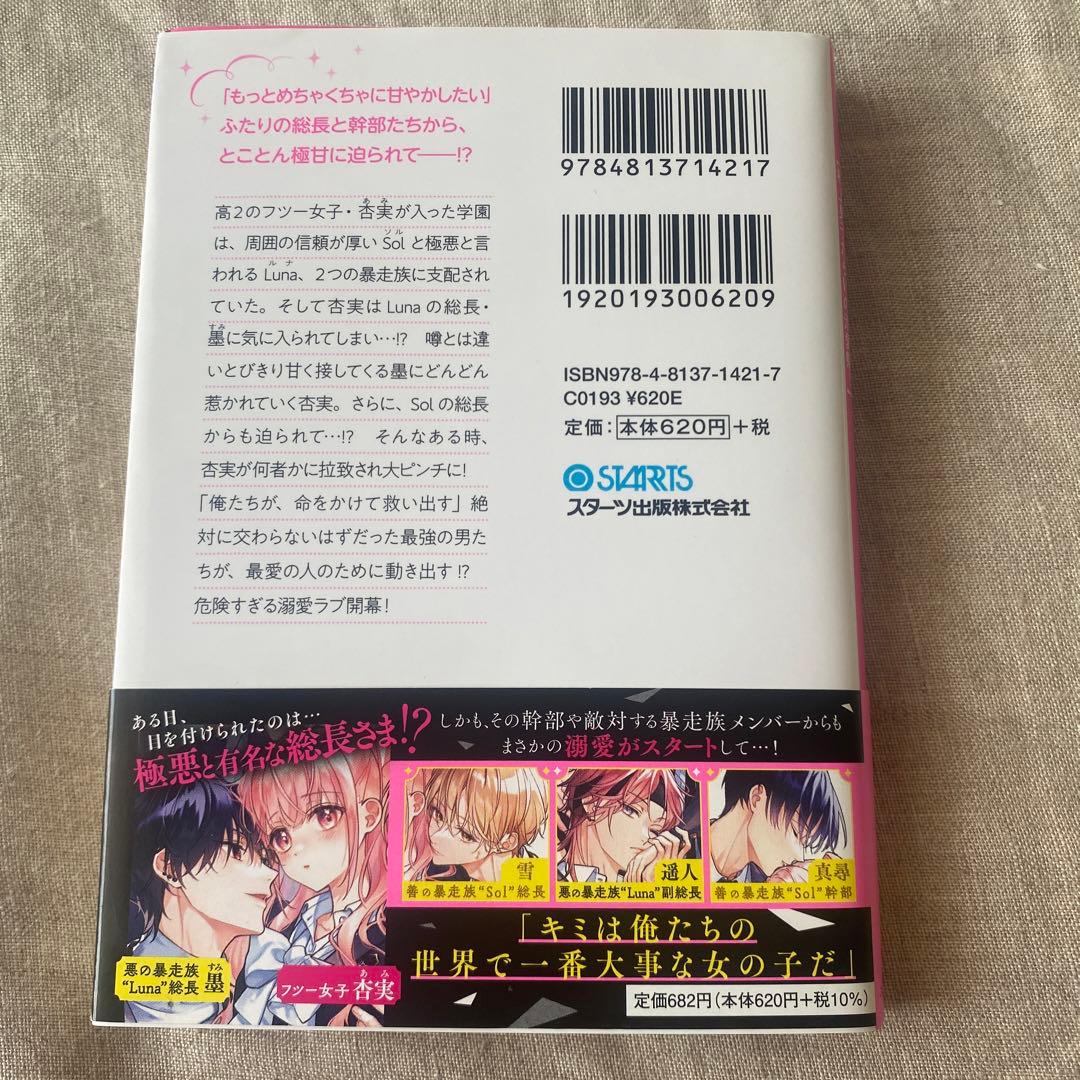 「もっとめちゃくちゃに甘やかしたい」
ふたりの総長と幹部たちから、
とことん極甘に迫られて――!?
高2のフツー女子・杏実が入った学園
あみ
は、周囲の信頼が厚いSolと極悪と言
ソル
われるLuna、2つの暴走族に支配され
ルナ
ていた。そして杏実はLunaの総長・
墨に気に入られてしまい…!? 噂とは違
すみ
いとびきり甘く接してくる墨にどんどん
惹かれていく杏実。さらに、Solの総長
からも迫られて…!? そんなある時、
杏実が何者かに拉致され大ピンチに!
「俺たちが、命をかけて救い出す」絶
対に交わらないはずだった最強の男た
ちが、最愛の人のために動き出す!?
危険すぎる溺愛ラブ開幕!
9784813714217
1920193006209
ISBN978-4-8137-1421-7
C0193 ¥620E
定価:本体620円+税
STARTS
スターツ出版株式会社
ある日、
目を付けられたのは…
極悪と有名な総長さま!?
しかも、その幹部や敵対する暴走族メンバーからも
まさかの溺愛がスタートして…!
雪
善の暴走族“Sol”総長
遥人
悪の暴走族“Luna”副総長
真尋
善の暴走族“Sol”幹部
悪の暴走族
“Luna”総長 墨
すみ
フツー女子 杏実
あみ
「キミは俺たちの
世界で一番大事な女の子だ」
定価682円(本体620円+税10%)